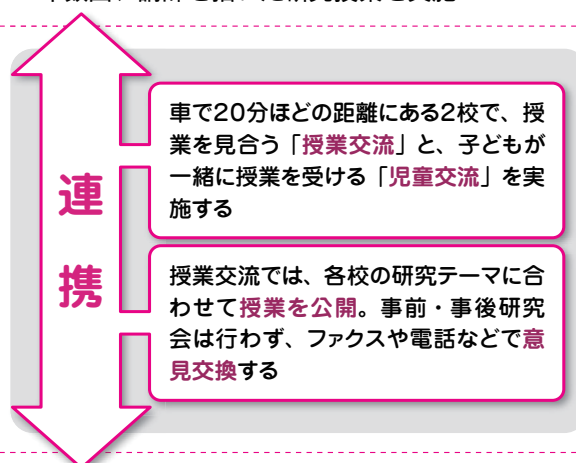 連
携
車で20分ほどの距離にある2校で、授
業を見合う「授業交流」と、子どもが
一緒に授業を受ける「児童交流」を実
施する
授業交流では、各校の研究テーマに合
わせて授業を公開。事前・事後研究
会は行わず、ファクスや電話などで意
見交換する